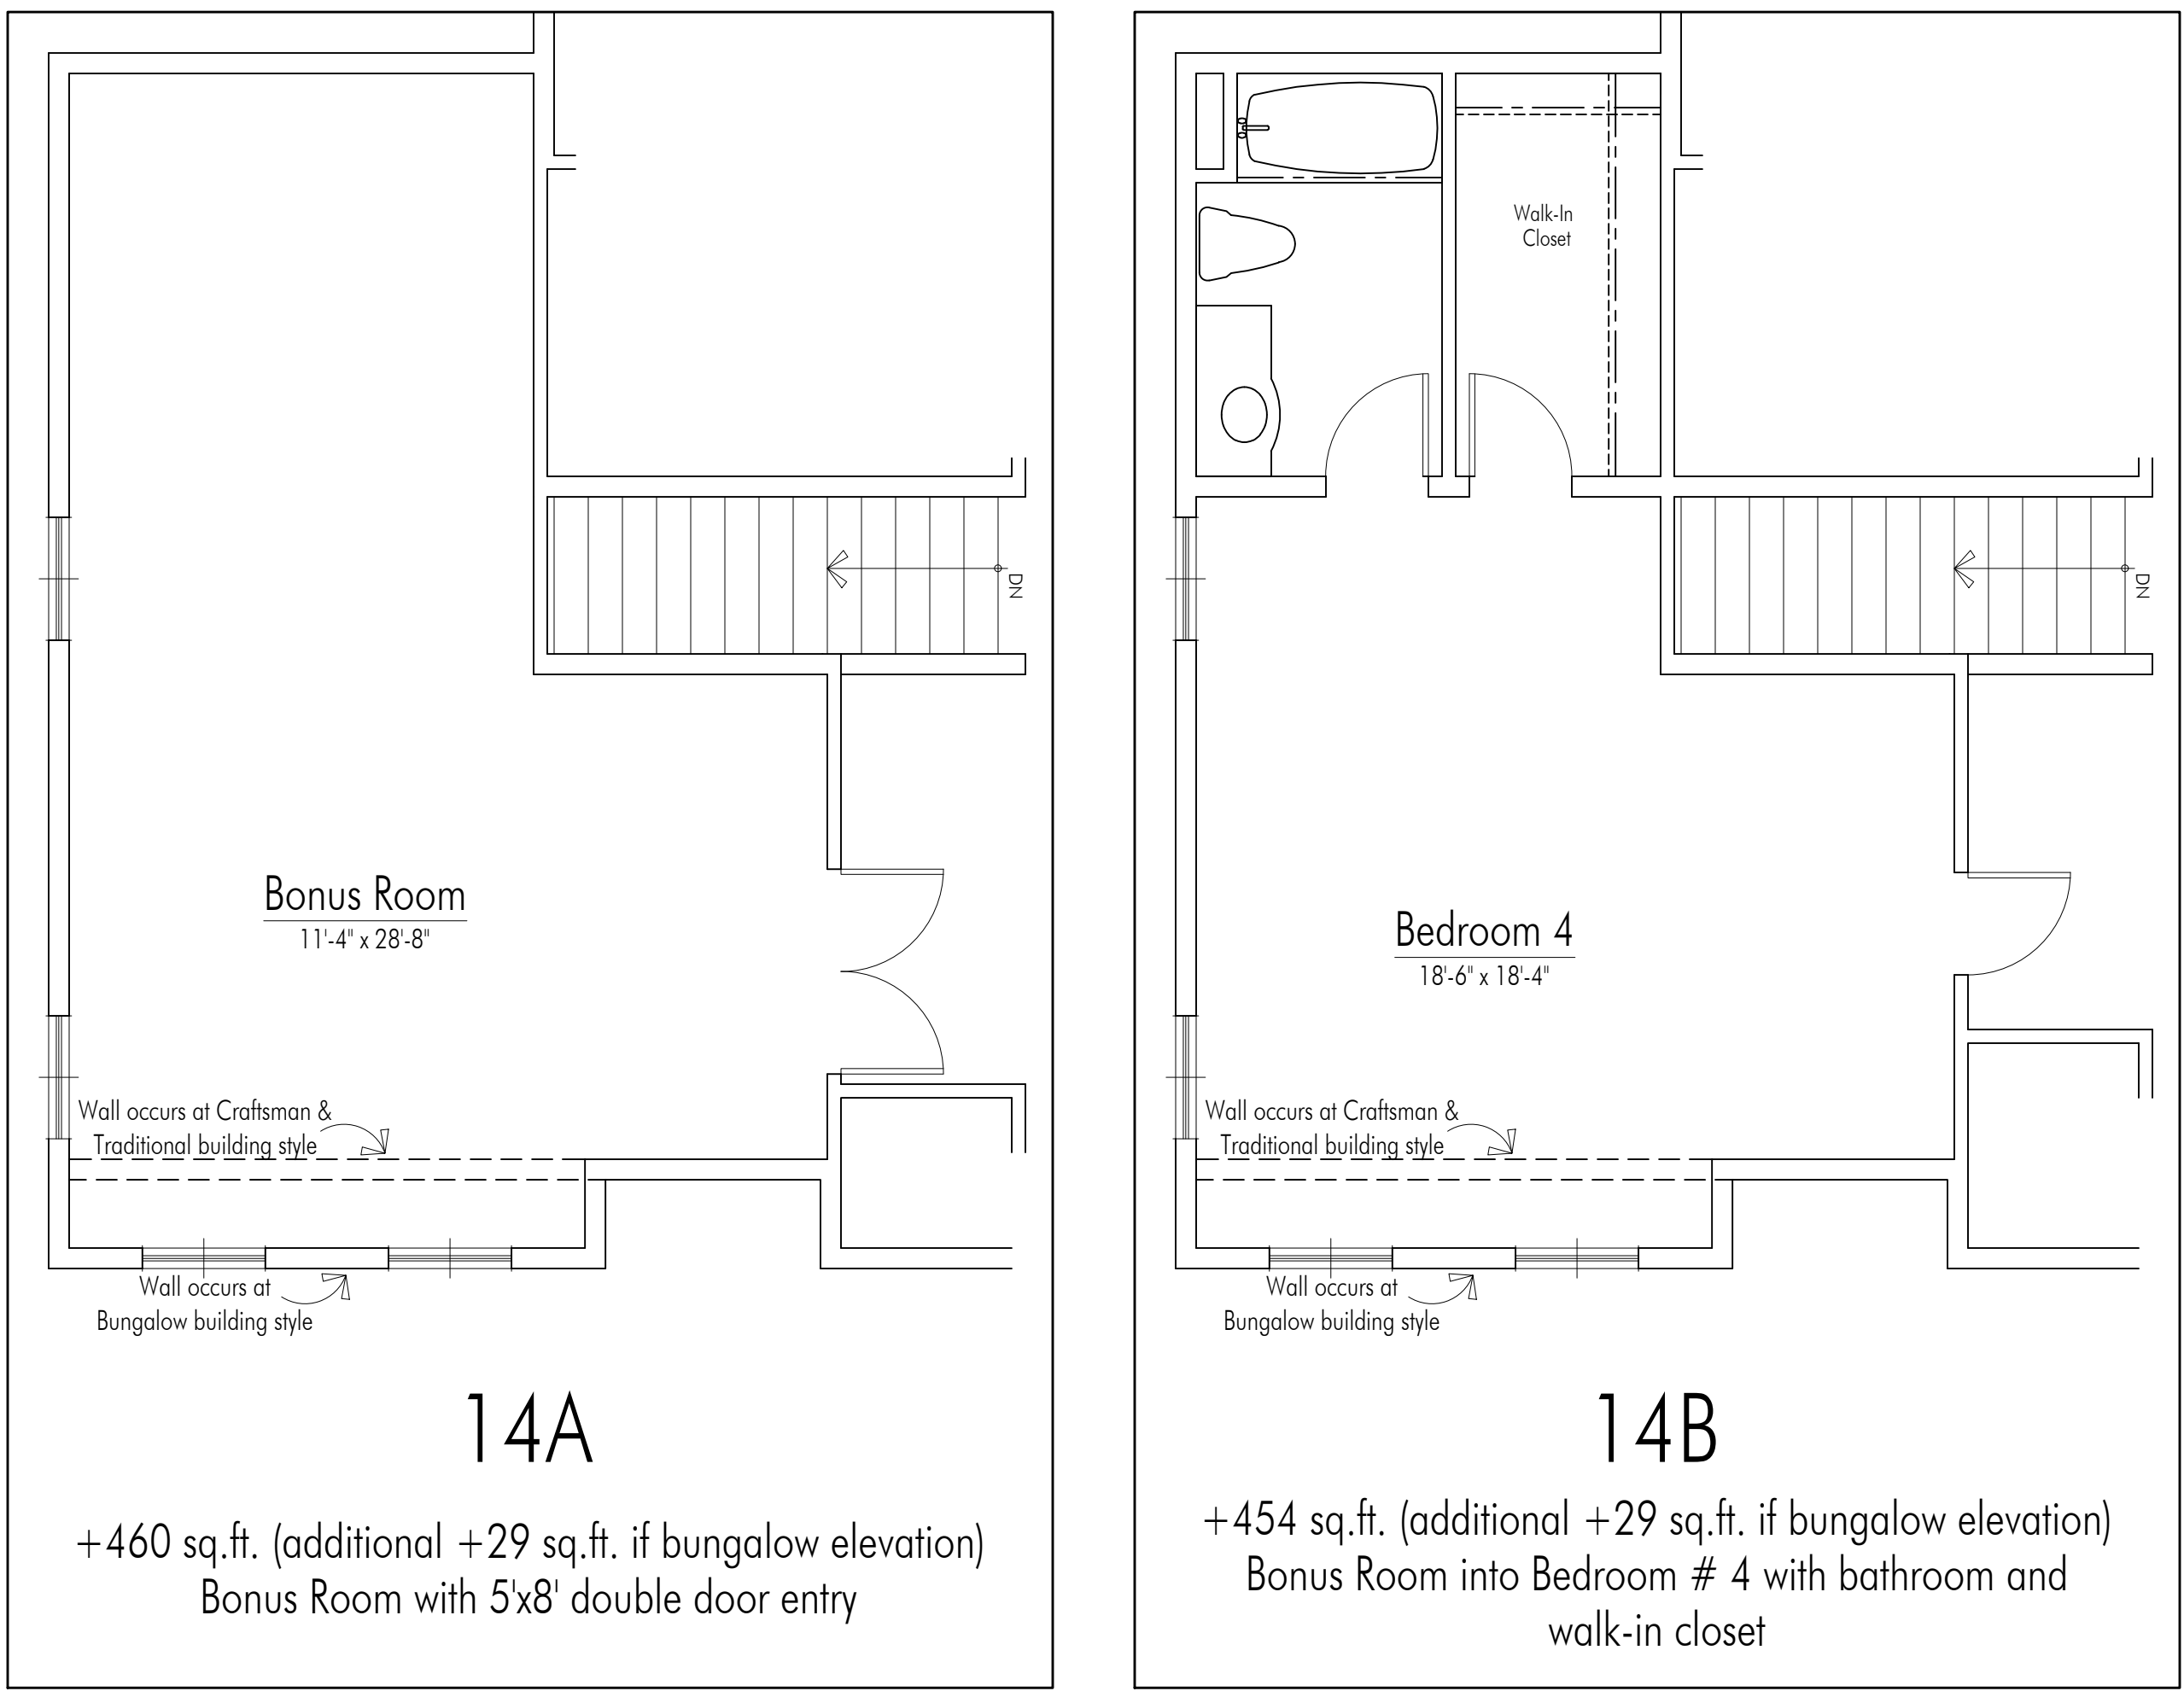 DN
Bonus Room
11'-4" x 28'-8"
Wall occurs at Craftsman &
Traditional building style
Wall occurs at
Bungalow building style
14A
+460 sq.ft. (additional +29 sq.ft. if bungalow elevation)
Bonus Room with 5'x8' double door entry
Walk-In
Closet
DN
Bedroom 4
18'-6" x 18'-4"
Wall occurs at Craftsman &
Traditional building style
Wall occurs at
Bungalow building style
14B
+454 sq.ft. (additional +29 sq.ft. if bungalow elevation)
Bonus Room into Bedroom # 4 with bathroom and
walk-in closet